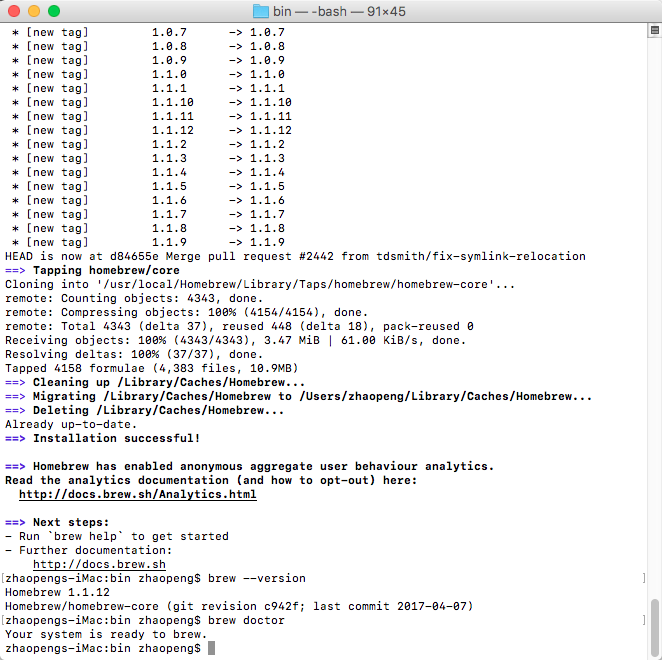 bin — -bash — 91×45
* [new tag]         1.0.7      -> 1.0.7
* [new tag]         1.0.8      -> 1.0.8
* [new tag]         1.0.9      -> 1.0.9
* [new tag]         1.1.0      -> 1.1.0
* [new tag]         1.1.1      -> 1.1.1
* [new tag]         1.1.10     -> 1.1.10
* [new tag]         1.1.11     -> 1.1.11
* [new tag]         1.1.12     -> 1.1.12
* [new tag]         1.1.2      -> 1.1.2
* [new tag]         1.1.3      -> 1.1.3
* [new tag]         1.1.4      -> 1.1.4
* [new tag]         1.1.5      -> 1.1.5
* [new tag]         1.1.6      -> 1.1.6
* [new tag]         1.1.7      -> 1.1.7
* [new tag]         1.1.8      -> 1.1.8
* [new tag]         1.1.9      -> 1.1.9
HEAD is now at d84655e Merge pull request #2442 from tdsmith/fix-symlink-relocation
==> Tapping homebrew/core
Cloning into '/usr/local/Homebrew/Library/Taps/homebrew/homebrew-core'...
remote: Counting objects: 4343, done.
remote: Compressing objects: 100% (4154/4154), done.
remote: Total 4343 (delta 37), reused 448 (delta 18), pack-reused 0
Receiving objects: 100% (4343/4343), 3.47 MiB | 61.00 KiB/s, done.
Resolving deltas: 100% (37/37), done.
Tapped 4158 formulae (4,383 files, 10.9MB)
==> Cleaning up /Library/Caches/Homebrew...
==> Migrating /Library/Caches/Homebrew to /Users/zhaopeng/Library/Caches/Homebrew...
==> Deleting /Library/Caches/Homebrew...
Already up-to-date.
==> Installation successful!
==> Homebrew has enabled anonymous aggregate user behaviour analytics.
Read the analytics documentation (and how to opt-out) here:
http://docs.brew.sh/Analytics.html
==> Next steps:
- Run `brew help` to get started
- Further documentation:
http://docs.brew.sh
[zhaopengs-iMac:bin zhaopeng$ brew --version ]
Homebrew 1.1.12
Homebrew/homebrew-core (git revision c942f; last commit 2017-04-07)
[zhaopengs-iMac:bin zhaopeng$ brew doctor ]
Your system is ready to brew.
zhaopengs-iMac:bin zhaopeng$